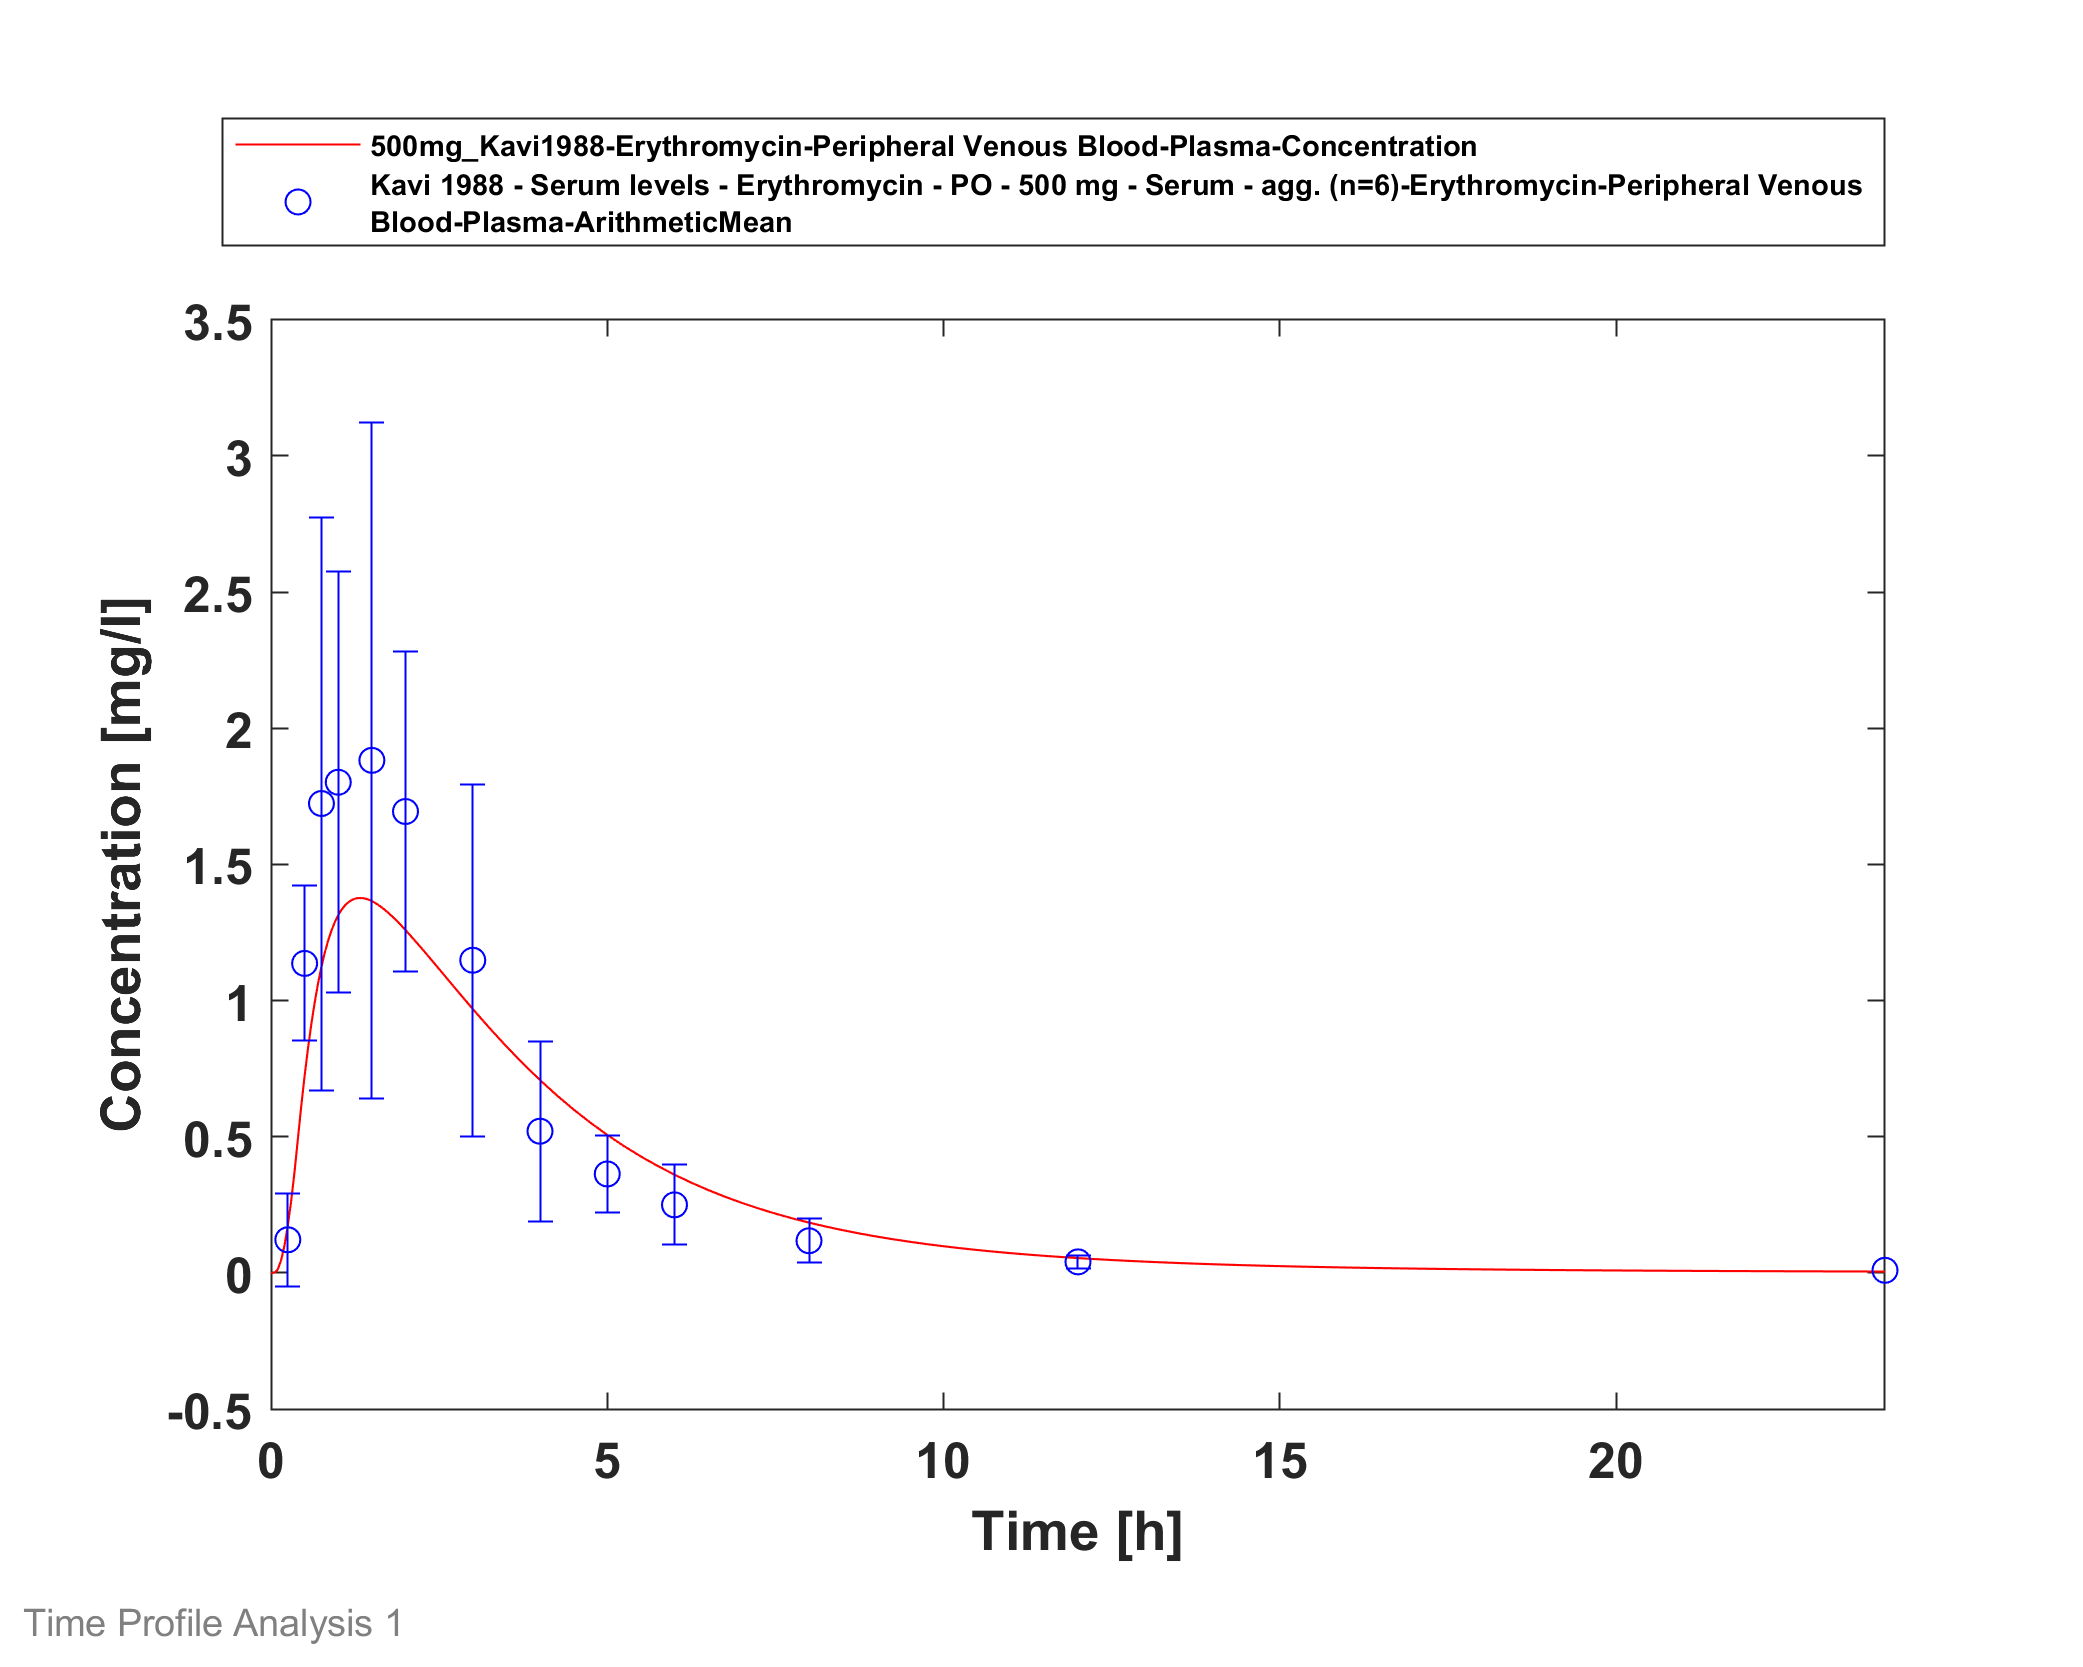 500mg_Kavi1988-Erythromycin-Peripheral Venous Blood-Plasma-Concentration
Kavi 1988 - Serum levels - Erythromycin - PO - 500 mg - Serum - agg. (n=6)-Erythromycin-Peripheral Venous
Blood-Plasma-ArithmeticMean
3.5
3
2.5
2
1.5
1
0.5
0
-0.5
Concentration [mg/l]
0 5 10 15 20
Time [h]
Time Profile Analysis 1